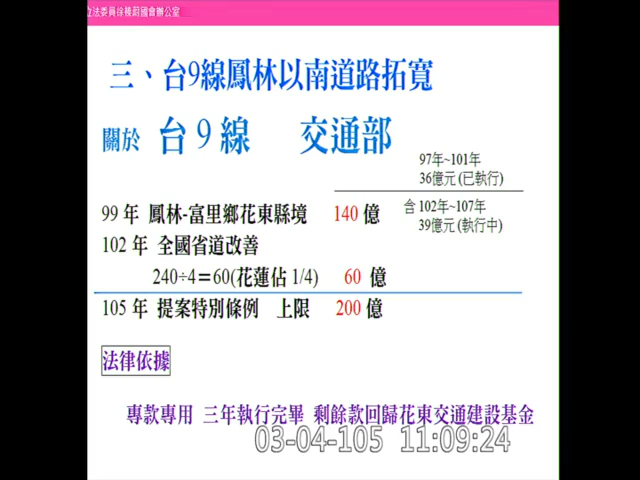 立法委員徐榛蔚國會辦公室
三、台9線鳳林以南道路拓寬
關於 台 9 線 交通部
97年~101年
36億元 (已執行)
99 年 鳳林-富里鄉花東縣境 140 億
含 102年~107年
39億元 (執行中)
102 年 全國省道改善
240÷4＝60(花蓮佔 1/4) 60 億
105 年 提案特別條例 上限 200 億
法律依據
專款專用 三年執行完畢 剩餘款回歸花東交通建設基金
03-04-105 11:09:24